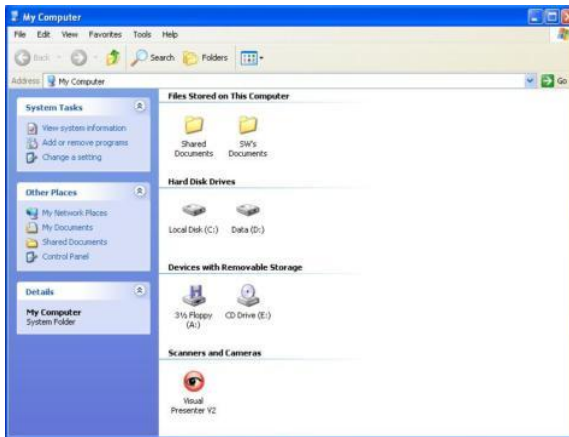 My Computer
File Edit View Favorites Tools Help
Back Search Folders
Address My Computer Go
System Tasks
View system information
Add or remove programs
Change a setting
Other Places
My Network Places
My Documents
Shared Documents
Control Panel
Details
My Computer
System Folder
Files Stored on This Computer
Shared Documents
SW's Documents
Hard Disk Drives
Local Disk (C:) Data (D:)
Devices with Removable Storage
3½ Floppy (A:)
CD Drive (E:)
Scanners and Cameras
Visual
Presenter V2